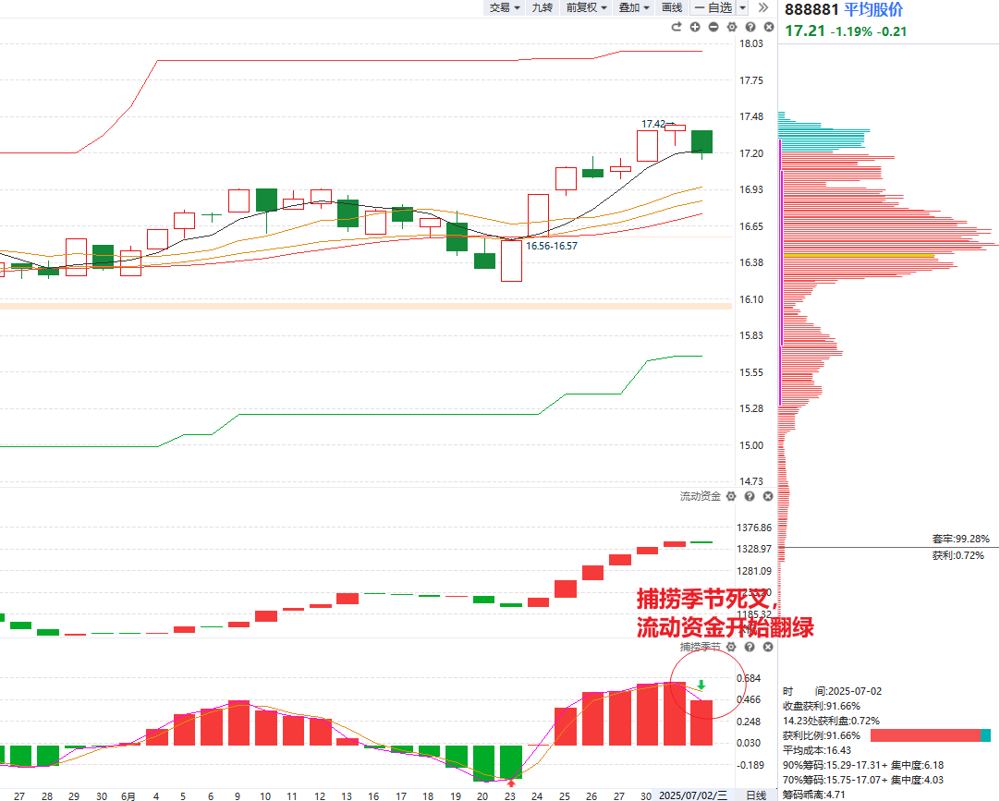 交易 九转 前复权 叠加 画线 一 自选
888881 平均股价
17.21 -1.19% -0.21
18.03
17.75
17.48
17.42
17.20
16.93
16.65
16.56-16.57
16.38
16.10
15.83
15.55
15.28
15.00
14.73
流动资金
1376.86
1328.97
套牢:99.28%
获利:0.72%
1281.09
捕捞季节死叉,
1185.32
流动资金开始翻绿
捕捞季节
0.684
0.466
0.248
0.030
-0.189
时 间:2025-07-02
收盘获利:91.66%
14.23处获利盘:0.72%
获利比例:91.66%
平均成本:16.43
90%筹码:15.29-17.31+ 集中度:6.18
70%筹码:15.75-17.07+ 集中度:4.03
筹码乖离:4.71
27 28 29 30 6月 4 5 6 9 10 11 12 13 16 17 18 19 20 23 24 25 26 27 30 2025/07/02/三 日线